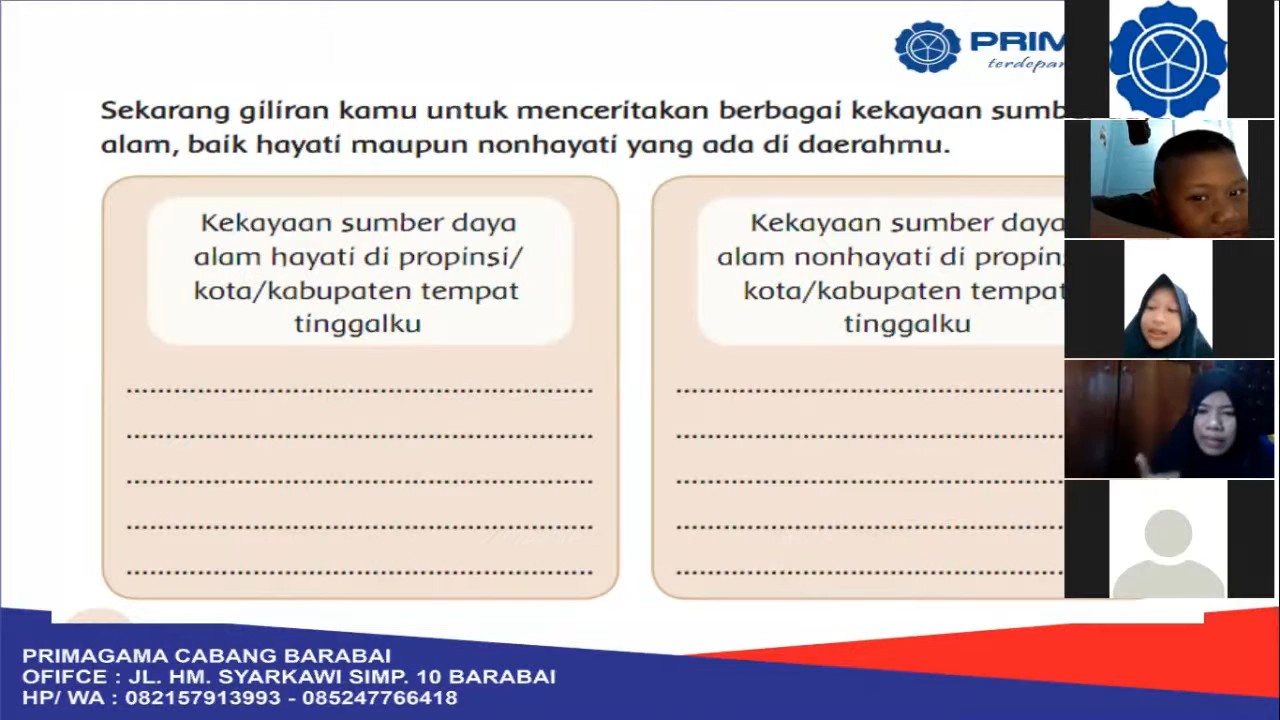 PRIM
terdepan
Sekarang giliran kamu untuk menceritakan berbagai kekayaan sumb
alam, baik hayati maupun nonhayati yang ada di daerahmu.
Kekayaan sumber daya
alam hayati di propinsi/
kota/kabupaten tempat
tinggalku
Kekayaan sumber daya
alam nonhayati di propin
kota/kabupaten tempat
tinggalku
PRIMAGAMA CABANG BARABAI
OFIFCE : JL. HM. SYARKAWI SIMP. 10 BARABAI
HP/ WA : 082157913993 - 085247766418